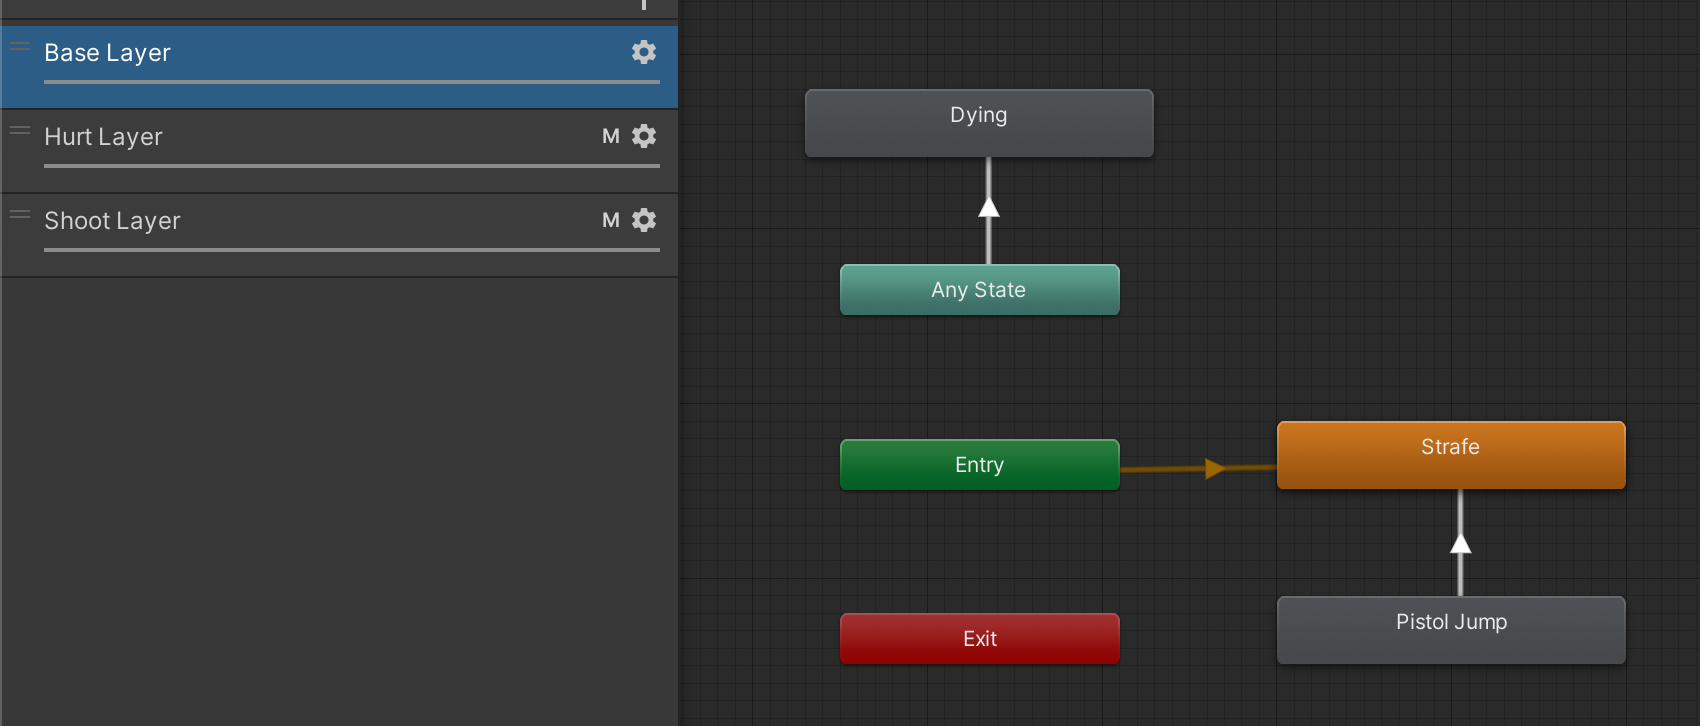 Base Layer
Hurt Layer M
Shoot Layer M
Dying
Any State
Entry
Strafe
Exit
Pistol Jump